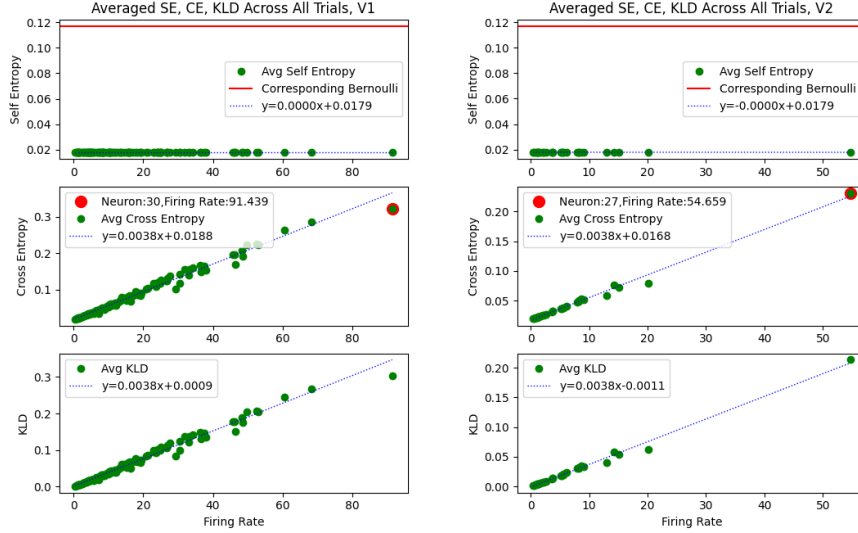 Averaged SE, CE, KLD Across All Trials, V1
0.12
0.10
0.08
0.06
0.04
0.02
Self Entropy
Avg Self Entropy
Corresponding Bernoulli
y=0.0000x+0.0179
0 20 40 60 80
0.3
0.2
0.1
Cross Entropy
Neuron:30,Firing Rate:91.439
Avg Cross Entropy
y=0.0038x+0.0188
0 20 40 60 80
0.3
0.2
0.1
0.0
KLD
Avg KLD
y=0.0038x+0.0009
0 20 40 60 80
Firing Rate
Averaged SE, CE, KLD Across All Trials, V2
0.12
0.10
0.08
0.06
0.04
0.02
Self Entropy
Avg Self Entropy
Corresponding Bernoulli
y=-0.0000x+0.0179
0 10 20 30 40 50
0.20
0.15
0.10
0.05
Cross Entropy
Neuron:27,Firing Rate:54.659
Avg Cross Entropy
y=0.0038x+0.0168
0 10 20 30 40 50
0.20
0.15
0.10
0.05
0.00
KLD
Avg KLD
y=0.0038x-0.0011
0 10 20 30 40 50
Firing Rate